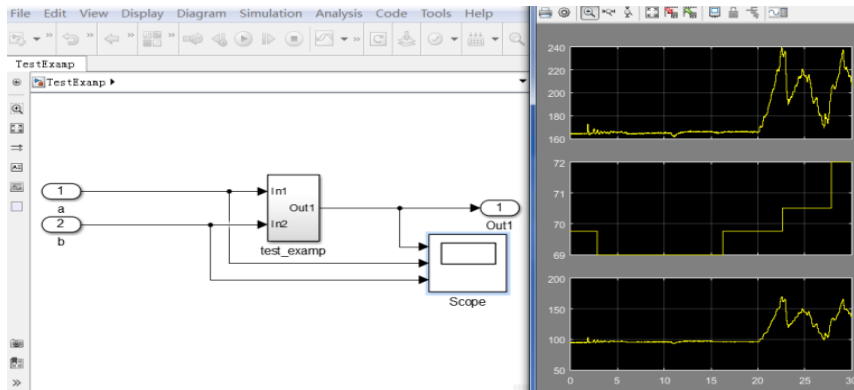 File Edit View Display Diagram Simulation Analysis Code Tools Help
TestExamp
TestExamp
1
a
2
b
In1
In2
Out1
test_examp
1
Out1
Scope
240
220
200
180
160
72
71
70
69
200
150
100
50
0 5 10 15 20 25 30